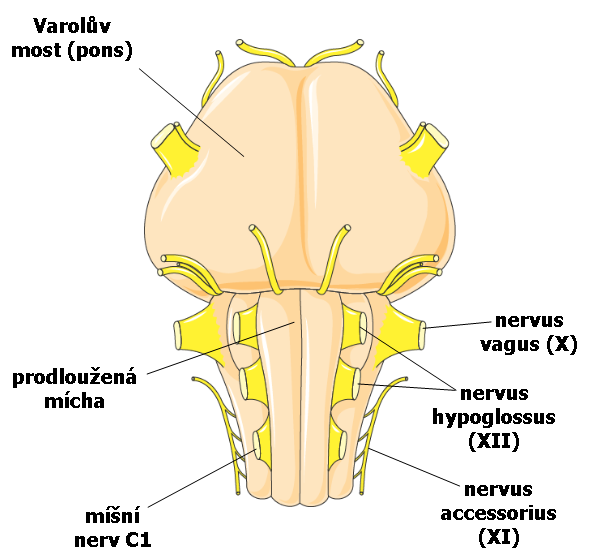 Varolův
most (pons)
nervus
vagus (X)
prodloužená
mícha
nervus
hypoglossus
(XII)
míšní
nerv C1
nervus
accessorius
(XI)